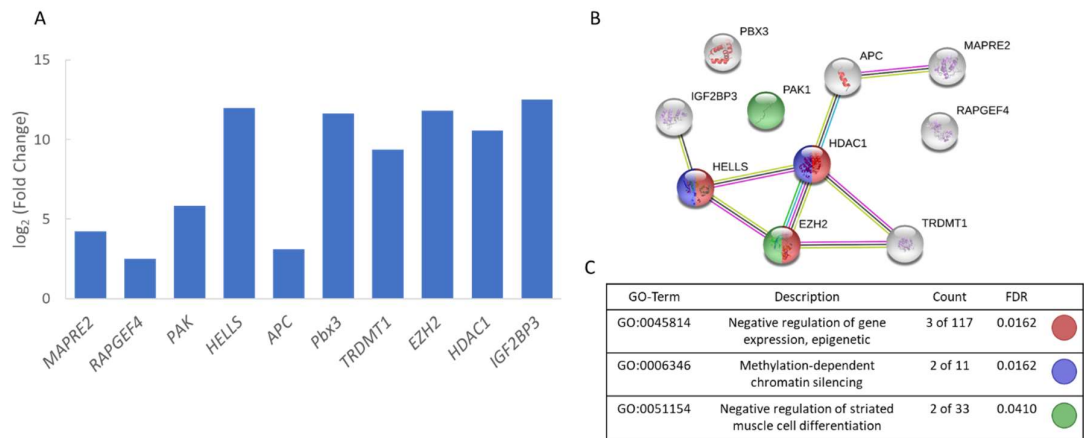 A
log2 (Fold Change)
15
10
5
0
MAPRE2
RAPGEF4
PAK
HELLS
APC
Pbx3
TRDMT1
EZH2
HDAC1
IGF2BP3
B
PBX3
APC
MAPRE2
PAK1
IGF2BP3
RAPGEF4
HDAC1
HELLS
EZH2
TRDMT1
C
GO-Term Description Count FDR
GO:0045814 Negative regulation of gene 3 of 117 0.0162
expression, epigenetic
GO:0006346 Methylation-dependent 2 of 11 0.0162
chromatin silencing
GO:0051154 Negative regulation of striated 2 of 33 0.0410
muscle cell differentiation